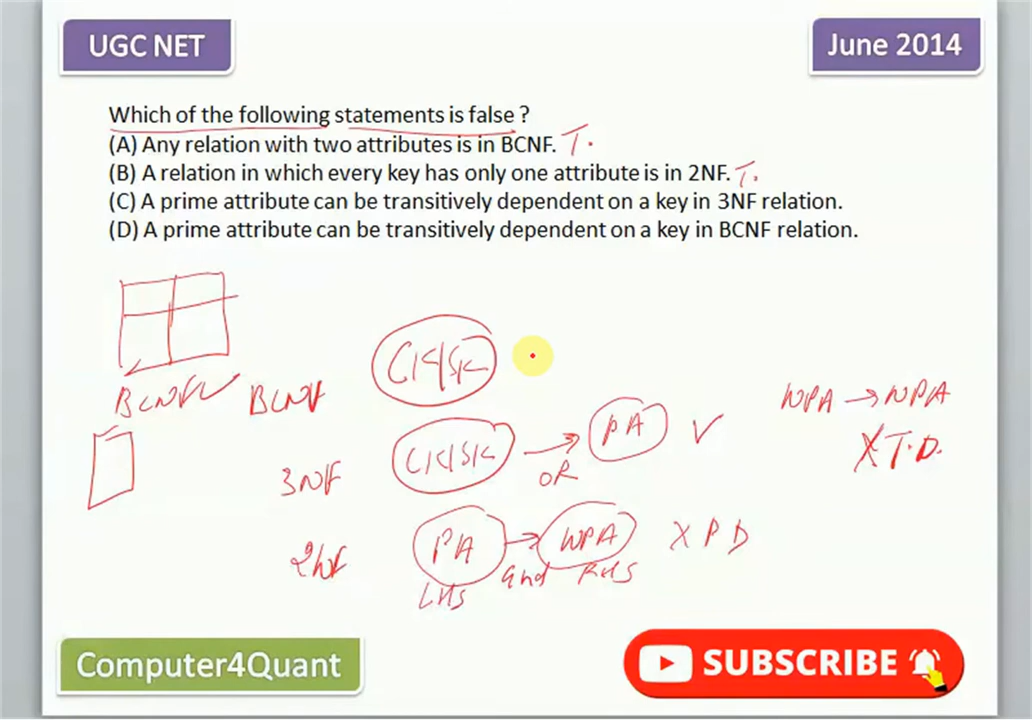 UGC NET
June 2014
Which of the following statements is false ?
(A) Any relation with two attributes is in BCNF. T.
(B) A relation in which every key has only one attribute is in 2NF. T.
(C) A prime attribute can be transitively dependent on a key in 3NF relation.
(D) A prime attribute can be transitively dependent on a key in BCNF relation.
BCNF BCNF CK/SK
NPA → NPA
3NF CK/SK → OR PA ✓ X T.D.
2NF PA → NPA X P D
LHS and RHS
Computer4Quant
SUBSCRIBE